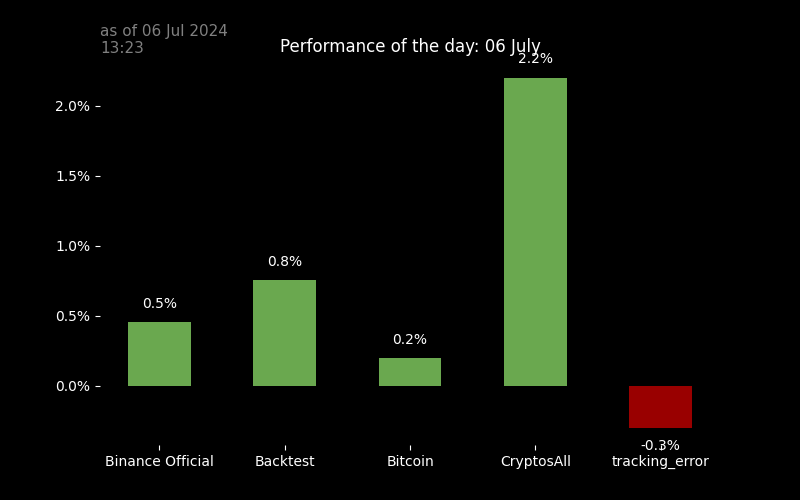 as of 06 Jul 2024
13:23
Performance of the day: 06 July
2.2%
2.0%
1.5%
1.0%
0.8%
0.5%
0.5%
0.2%
0.0%
-0.3%
Binance Official
Backtest
Bitcoin
CryptosAll
tracking_error